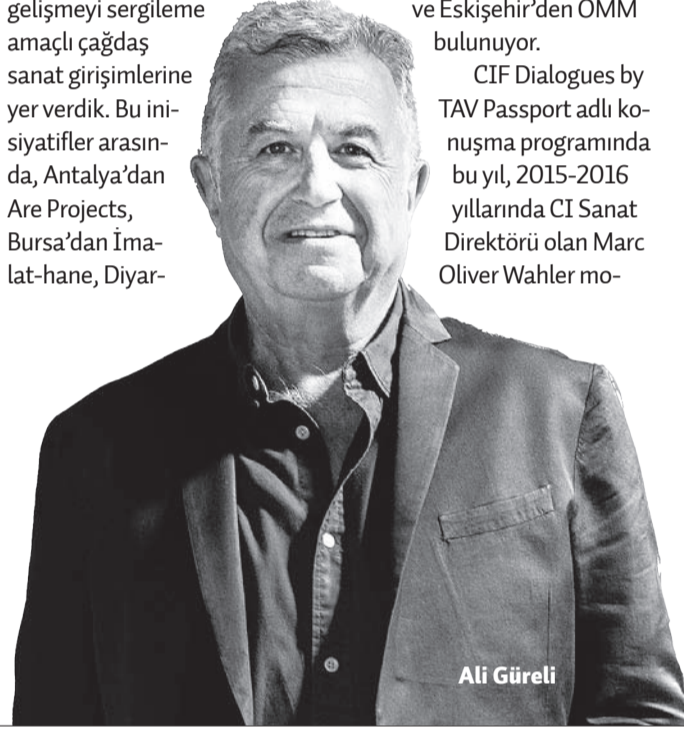 gelişmeyi sergileme
amaçlı çağdaş
sanat girişimlerine
yer verdik. Bu ini-
siyatifler arasın-
da, Antalya’dan
Are Projects,
Bursa’dan İma-
lat-hane, Diyar-
ve Eskişehir’den OMM
bulunuyor.
CIF Dialogues by
TAV Passport adlı ko-
nuşma programında
bu yıl, 2015-2016
yıllarında CI Sanat
Direktörü olan Marc
Oliver Wahler mo-
Ali Güreli